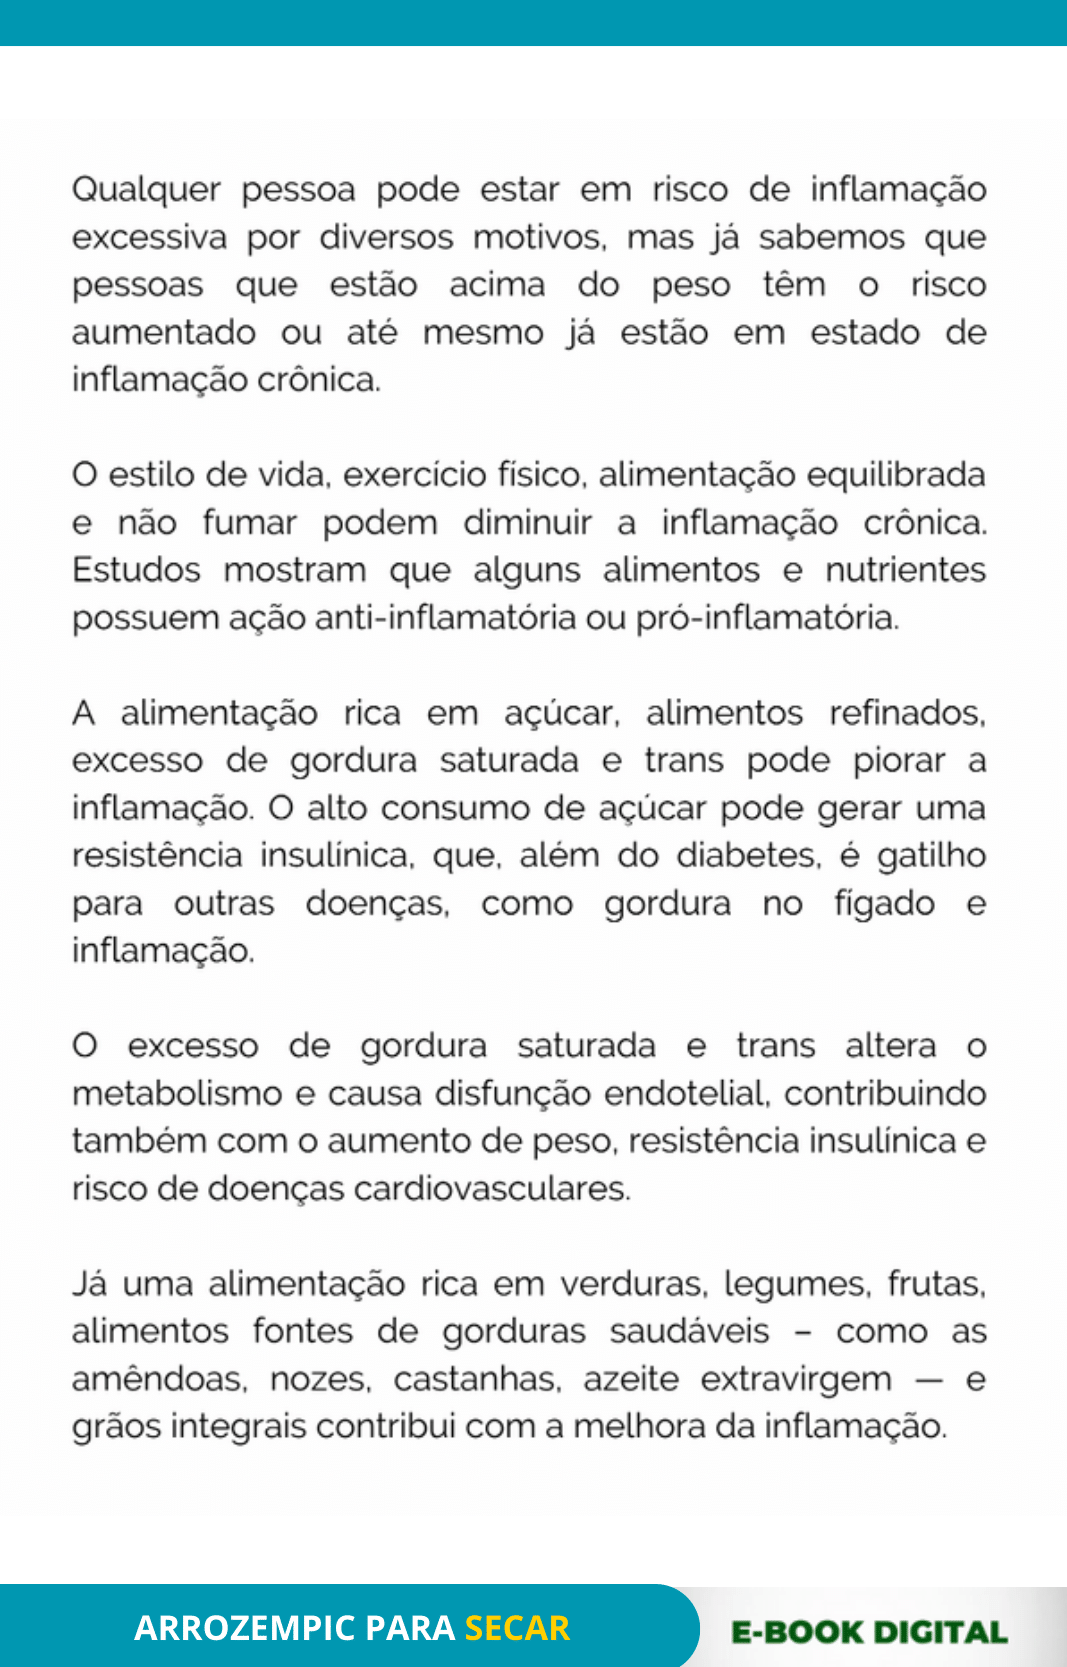 Qualquer pessoa pode estar em risco de inflamação
excessiva por diversos motivos, mas já sabemos que
pessoas que estão acima do peso têm o risco
aumentado ou até mesmo já estão em estado de
inflamação crônica.
O estilo de vida, exercício físico, alimentação equilibrada
e não fumar podem diminuir a inflamação crônica.
Estudos mostram que alguns alimentos e nutrientes
possuem ação anti-inflamatória ou pró-inflamatória.
A alimentação rica em açúcar, alimentos refinados,
excesso de gordura saturada e trans pode piorar a
inflamação. O alto consumo de açúcar pode gerar uma
resistência insulínica, que, além do diabetes, é gatilho
para outras doenças, como gordura no fígado e
inflamação.
O excesso de gordura saturada e trans altera o
metabolismo e causa disfunção endotelial, contribuindo
também com o aumento de peso, resistência insulínica e
risco de doenças cardiovasculares.
Já uma alimentação rica em verduras, legumes, frutas,
alimentos fontes de gorduras saudáveis – como as
amêndoas, nozes, castanhas, azeite extravirgem — e
grãos integrais contribui com a melhora da inflamação.
ARROZEMPIC PARA SECAR
E-BOOK DIGITAL